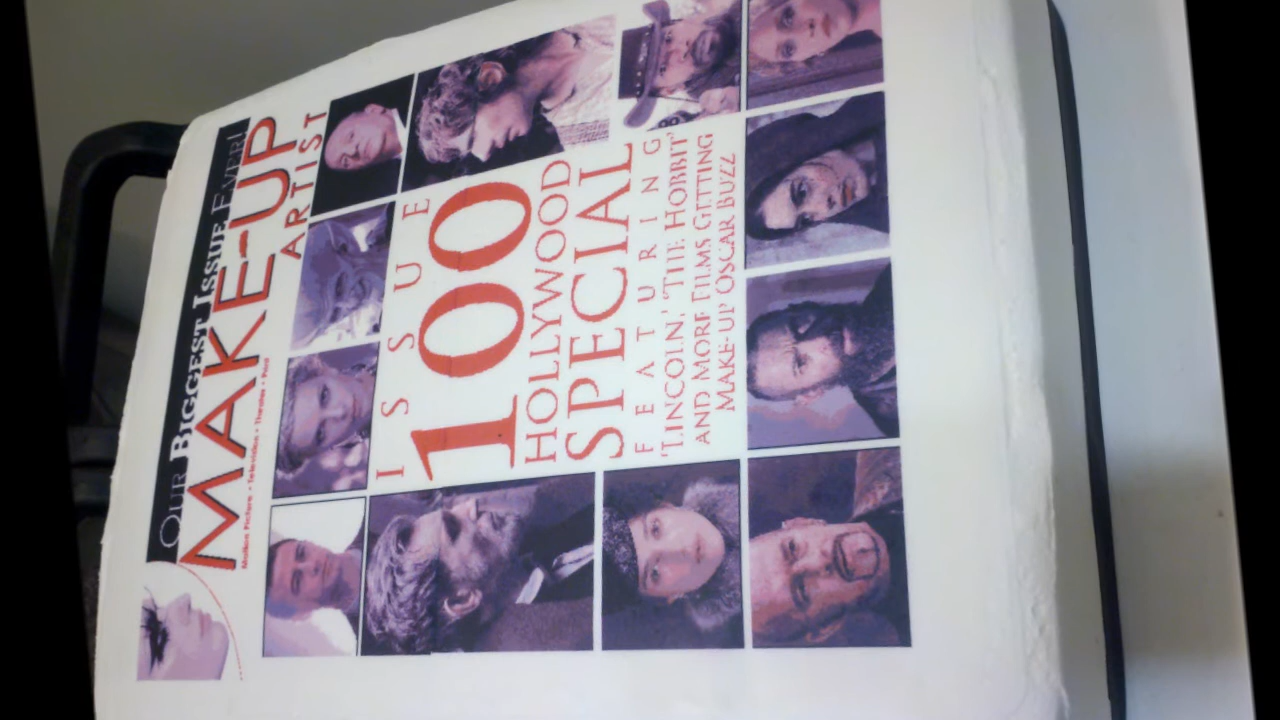 OUR BIGGEST ISSUE EVER!
MAKE-UP
ARTIST
Motion Picture • Television • Theater • Print
ISSUE
100
HOLLYWOOD
SPECIAL
FEATURING
'LINCOLN,' 'THE HOBBIT'
AND MORE FILMS GETTING
MAKE-UP OSCAR BUZZ